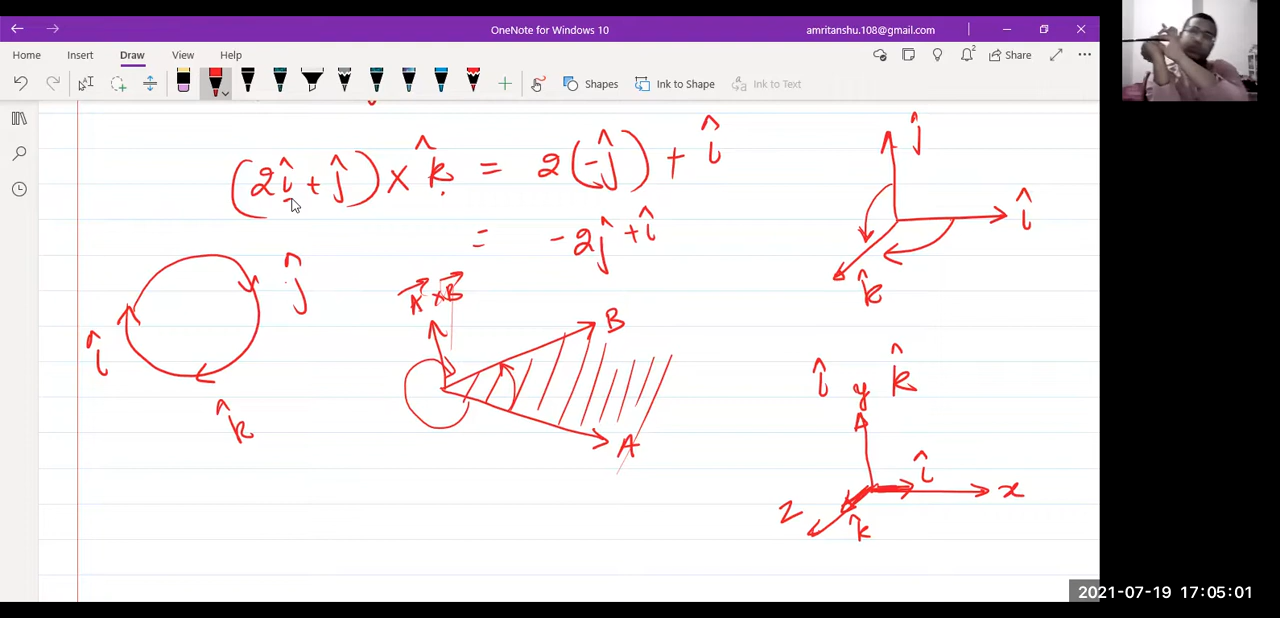 OneNote for Windows 10
amritanshu.108@gmail.com
Home Insert Draw View Help
Share
Shapes
Ink to Shape
Ink to Text
(2î + ĵ) × k̂ = 2(-ĵ) + î
= -2ĵ + î
ĵ
î
k̂
ĵ
î
k̂
A⃗ × B⃗
B
A
î k̂
y
î
x
z
k̂
2021-07-19 17:05:01